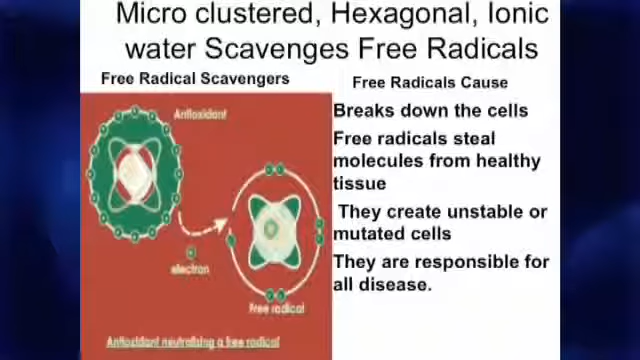 Micro clustered, Hexagonal, Ionic
water Scavenges Free Radicals
Free Radical Scavengers
Antioxidant
electron
Free radical
Antioxidant neutralising a free radical
Free Radicals Cause
Breaks down the cells
Free radicals steal
molecules from healthy
tissue
They create unstable or
mutated cells
They are responsible for
all disease.